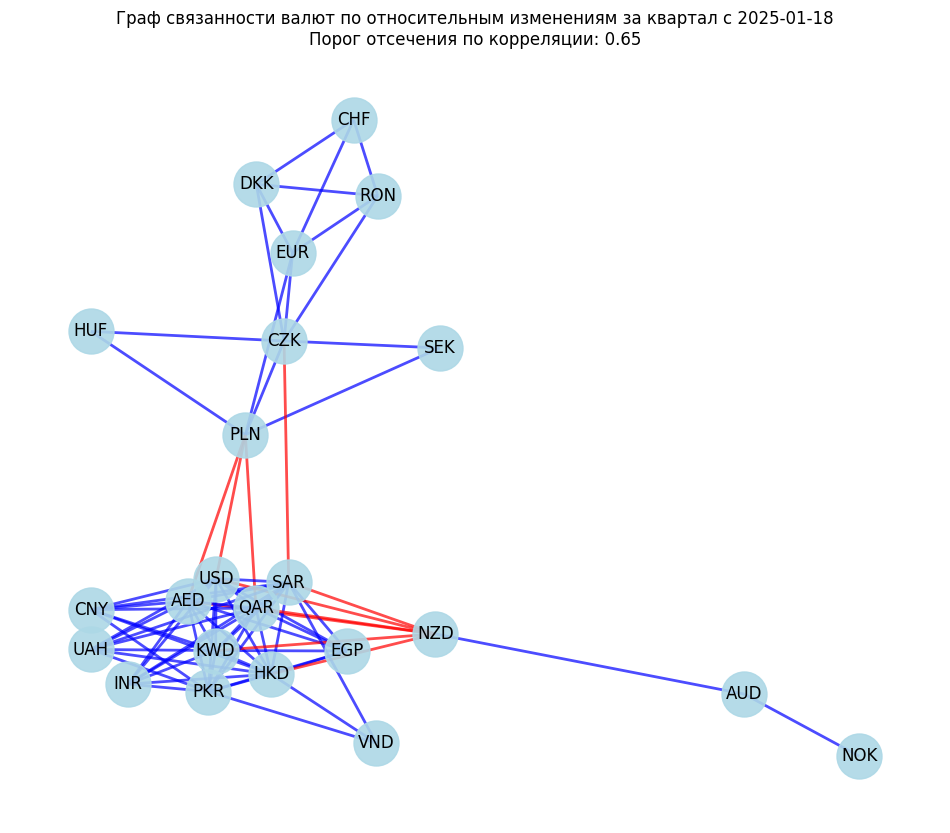 Граф связанности валют по относительным изменениям за квартал с 2025-01-18
Порог отсечения по корреляции: 0.65
CHF
DKK
RON
EUR
HUF
CZK
SEK
PLN
USD
SAR
CNY
AED
QAR
NZD
UAH
KWD
EGP
INR
PKR
HKD
AUD
VND
NOK